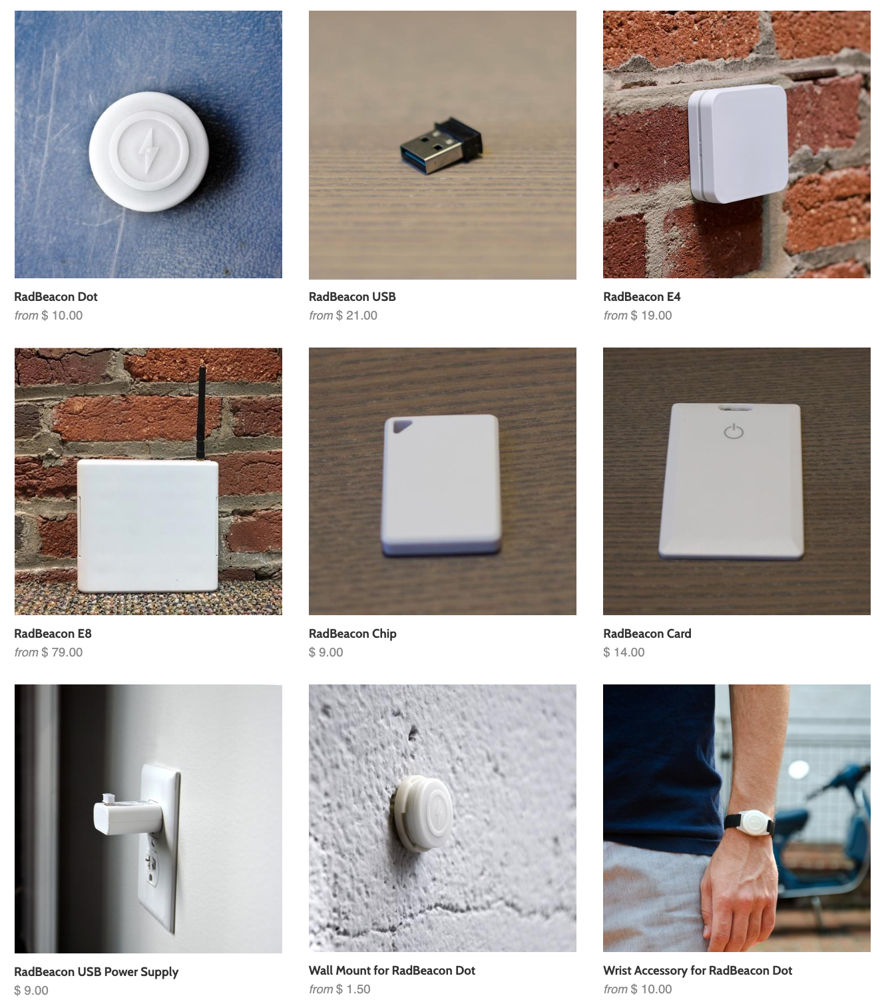 RadBeacon Dot
from $ 10.00
RadBeacon USB
from $ 21.00
RadBeacon E4
from $ 19.00
RadBeacon E8
from $ 79.00
RadBeacon Chip
$ 9.00
RadBeacon Card
$ 14.00
RadBeacon USB Power Supply
$ 9.00
Wall Mount for RadBeacon Dot
from $ 1.50
Wrist Accessory for RadBeacon Dot
from $ 10.00